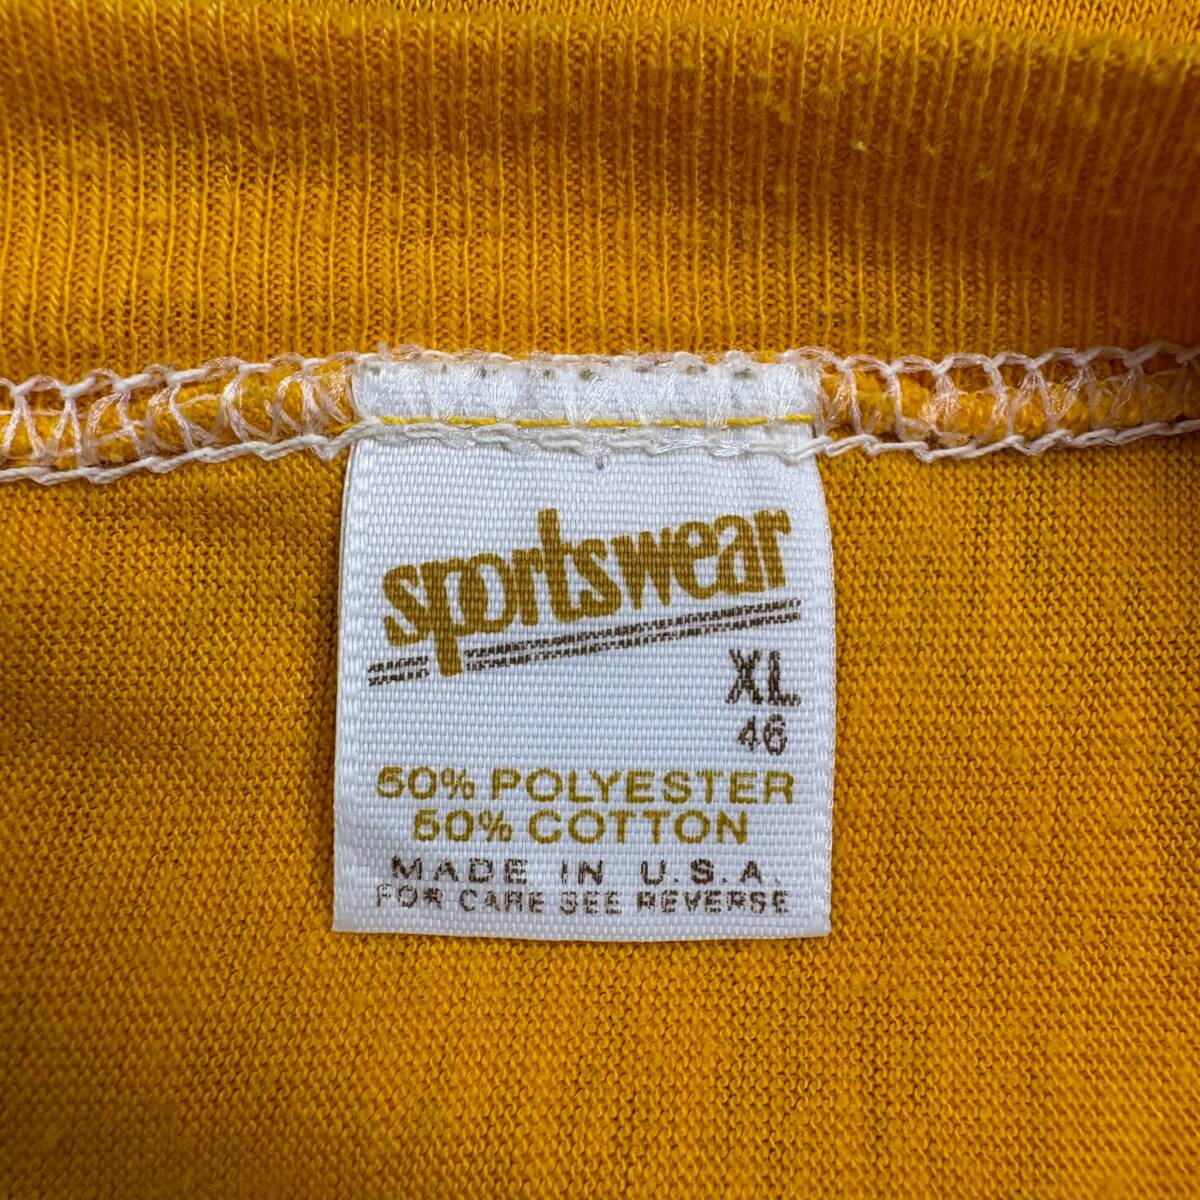 sportswear
XL
46
50% POLYESTER
50% COTTON
MADE IN U.S.A.
FOR CARE SEE REVERSE